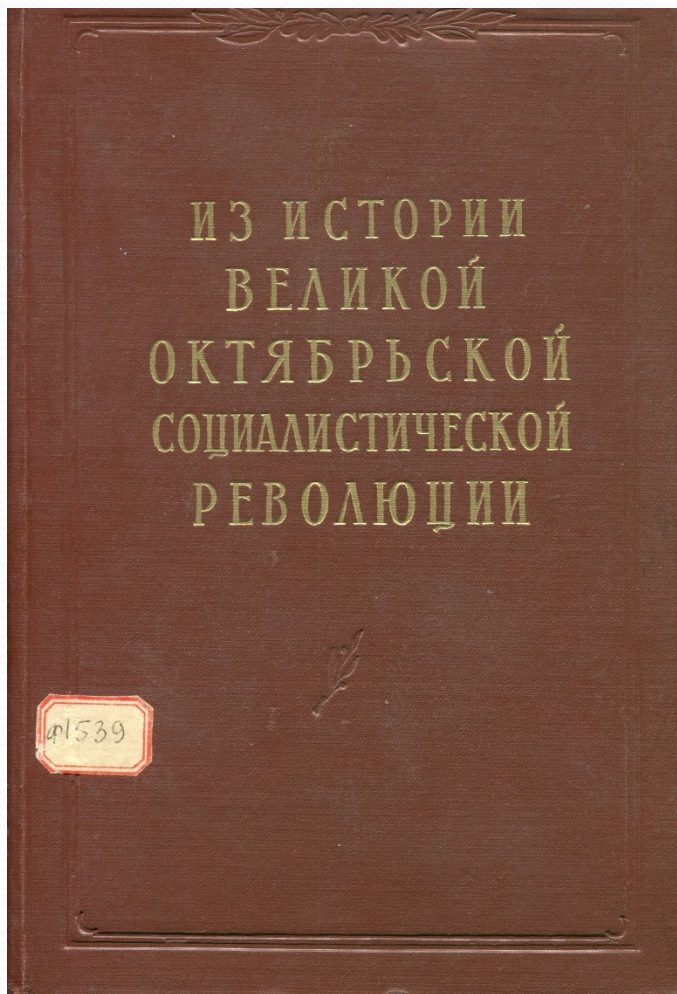 ИЗ ИСТОРИИ
ВЕЛИКОЙ
ОКТЯБРЬСКОЙ
СОЦИАЛИСТИЧЕСКОЙ
РЕВОЛЮЦИИ
ф1539